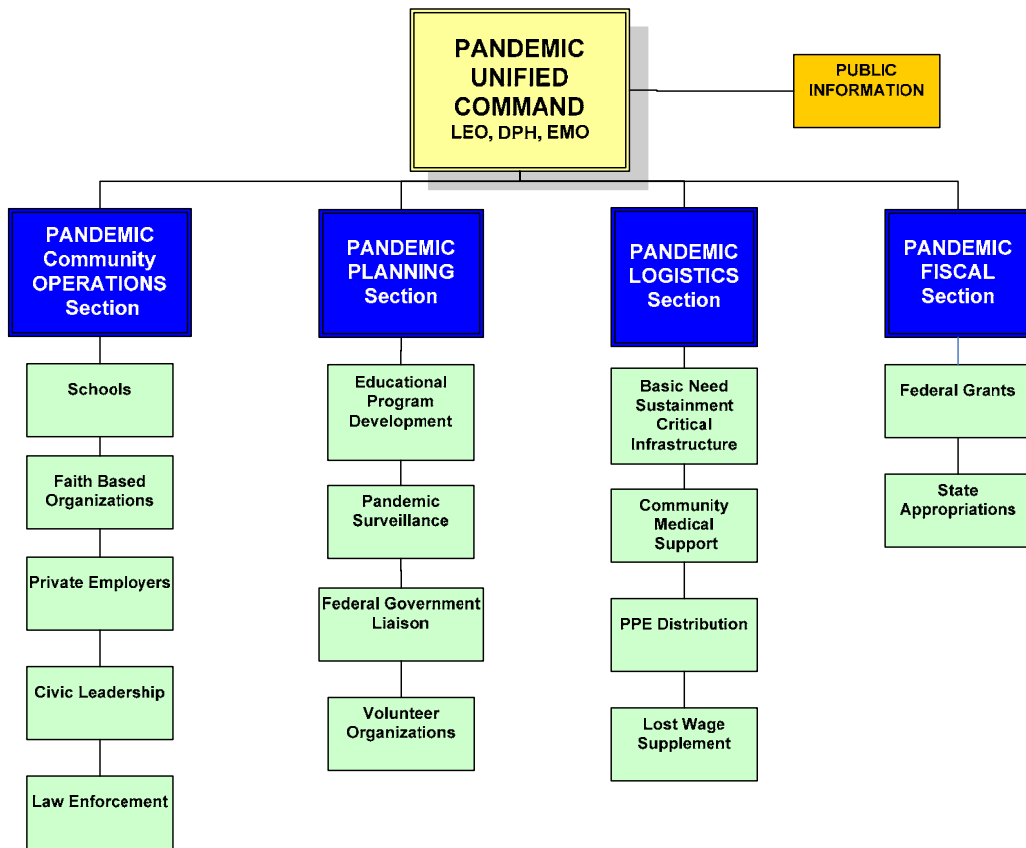 PANDEMIC
UNIFIED
COMMAND
LEO, DPH, EMO
PUBLIC
INFORMATION
PANDEMIC
Community
OPERATIONS
Section
PANDEMIC
PLANNING
Section
PANDEMIC
LOGISTICS
Section
PANDEMIC
FISCAL
Section
Schools
Faith Based
Organizations
Private Employers
Civic Leadership
Law Enforcement
Educational
Program
Development
Pandemic
Surveillance
Federal Government
Liaison
Volunteer
Organizations
Basic Need
Sustainment
Critical
Infrastructure
Community
Medical
Support
PPE Distribution
Lost Wage
Supplement
Federal Grants
State
Appropriations